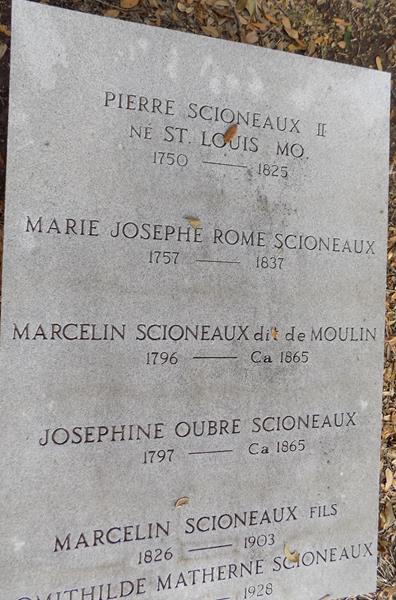 PIERRE SCIONEAUX II
NÉ ST. LOUIS MO.
1750 — 1825
MARIE JOSEPHE ROME SCIONEAUX
1757 — 1837
MARCELIN SCIONEAUX dit de MOULIN
1796 — Ca 1865
JOSEPHINE OUBRE SCIONEAUX
1797 — Ca 1865
MARCELIN SCIONEAUX FILS
1826 — 1903
MATHERNE SCIONEAUX
— 1928